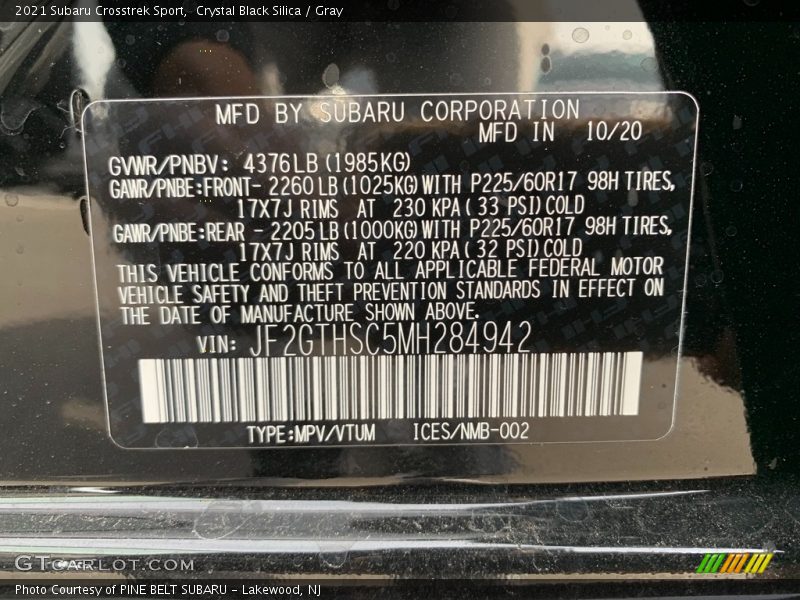 2021 Subaru Crosstrek Sport,  Crystal Black Silica / Gray
MFD BY SUBARU CORPORATION
MFD IN 10/20
GVWR/PNBV: 4376LB (1985KG)
GAWR/PNBE:FRONT- 2260 LB (1025KG) WITH P225/60R17 98H TIRES,
17X7J RIMS AT 230 KPA ( 33 PSI) COLD
GAWR/PNBE:REAR - 2205 LB (1000KG) WITH P225/60R17 98H TIRES,
17X7J RIMS AT 220 KPA ( 32 PSI) COLD
THIS VEHICLE CONFORMS TO ALL APPLICABLE FEDERAL MOTOR
VEHICLE SAFETY AND THEFT PREVENTION STANDARDS IN EFFECT ON
THE DATE OF MANUFACTURE SHOWN ABOVE.
VIN: JF2GTHSC5MH284942
TYPE:MPV/VTUM ICES/NMB-002
GTCARLOT.COM
Photo Courtesy of PINE BELT SUBARU - Lakewood, NJ